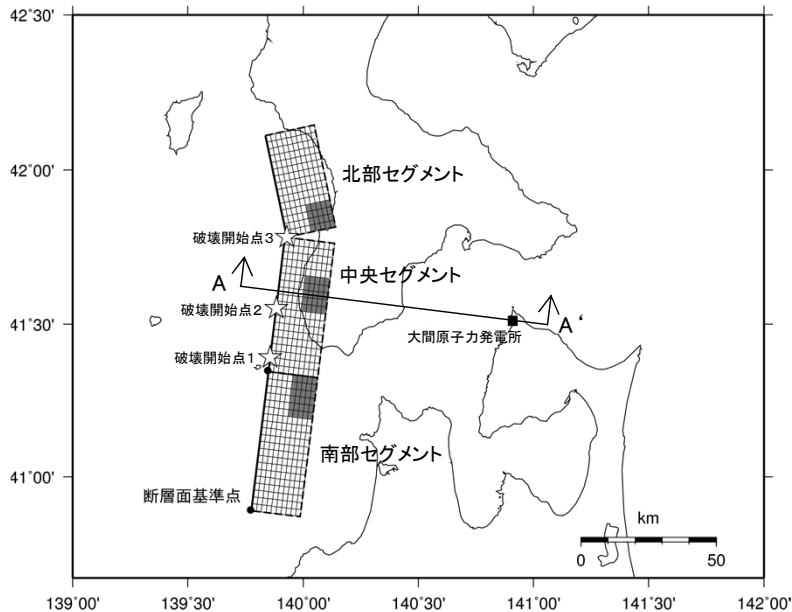 42°30'
42°00'
41°30'
41°00'
139°00'
139°30'
140°00'
140°30'
141°00'
141°30'
142°00'
北部セグメント
破壊開始点3
中央セグメント
A
破壊開始点2
A'
大間原子力発電所
破壊開始点1
南部セグメント
断層面基準点
km
0
50